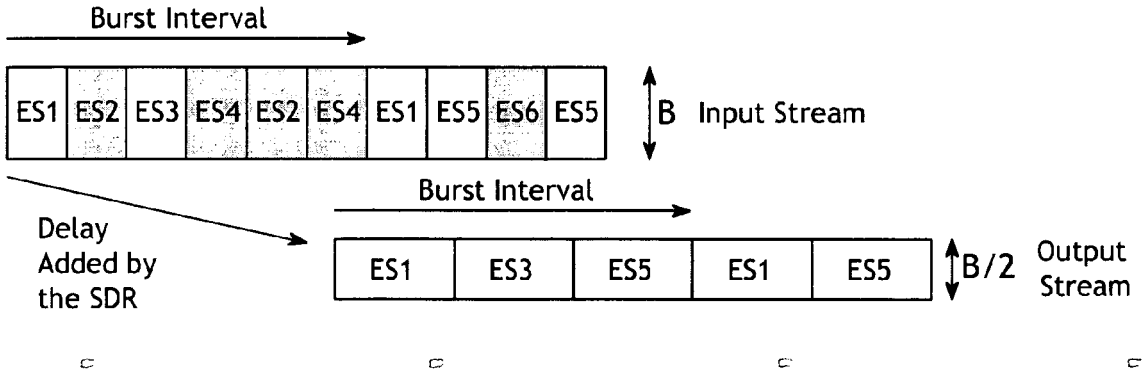 Burst Interval
ES1 ES2 ES3 ES4 ES2 ES4 ES1 ES5 ES6 ES5
B Input Stream
Burst Interval
Delay
Added by
the SDR
ES1 ES3 ES5 ES1 ES5
B/2 Output
Stream